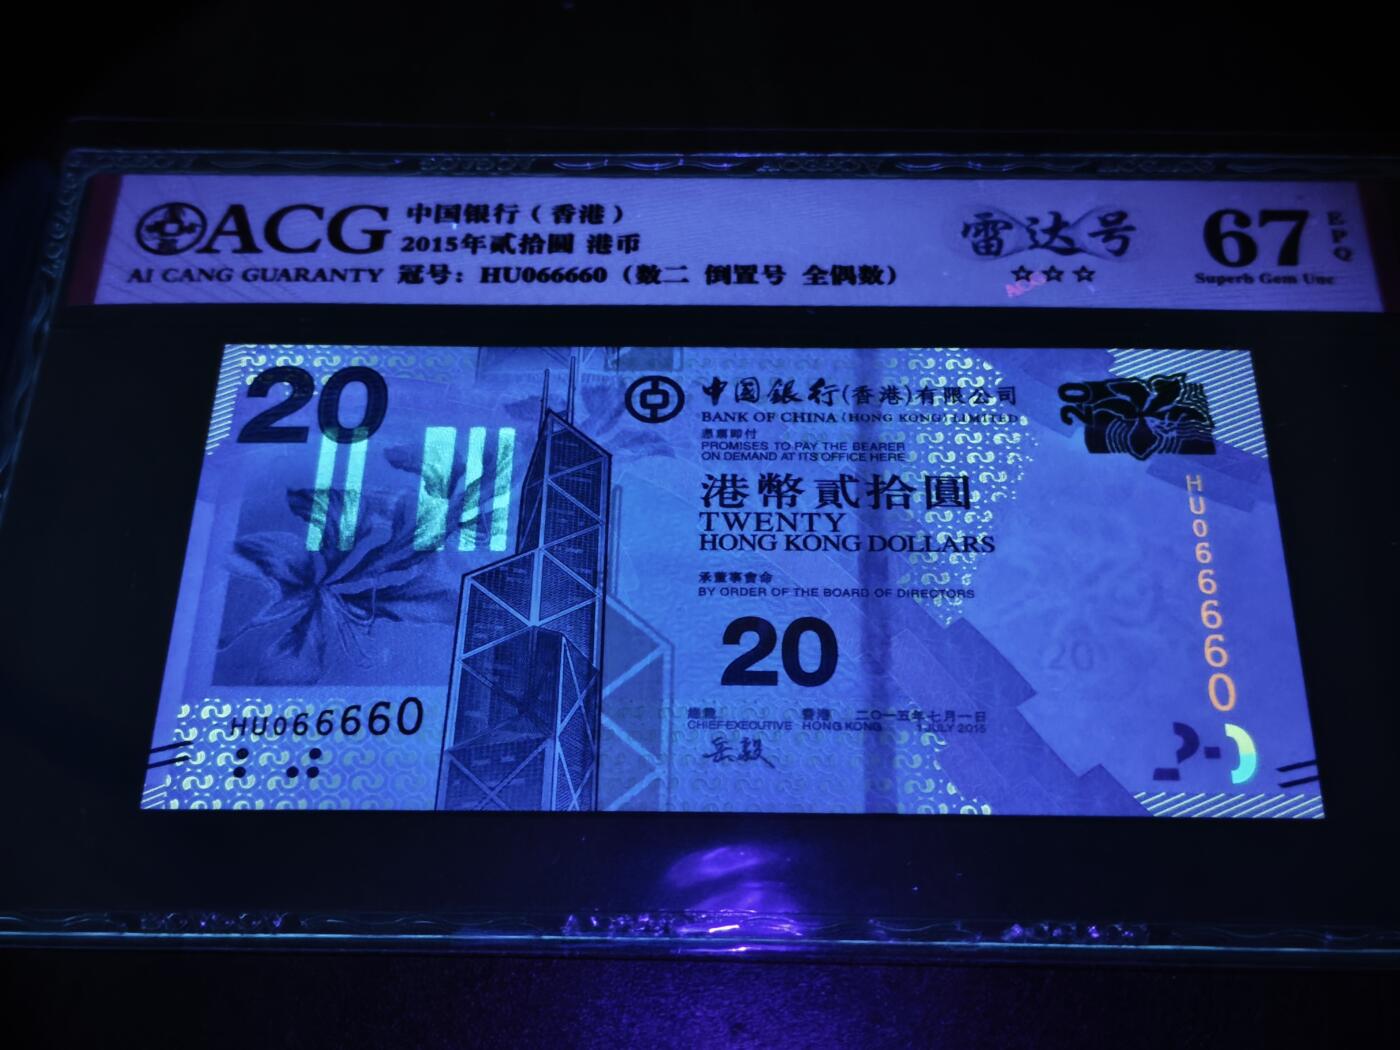 ACG
AI CANG GUARANTY
中国银行（香港）
2015年贰拾圆 港币
冠号：HU066660（数二 倒置号 全偶数）
雷达号
☆☆☆
ACG
67
EPQ
Superb Gem Unc
20
中國銀行(香港)有限公司
BANK OF CHINA (HONG KONG) LIMITED
憑票即付
PROMISES TO PAY THE BEARER
ON DEMAND AT ITS OFFICE HERE
港幣貳拾圓
TWENTY
HONG KONG DOLLARS
承董事會命
BY ORDER OF THE BOARD OF DIRECTORS
20
總裁 香港 二〇一五年七月一日
CHIEF EXECUTIVE HONG KONG 1 JULY 2015
岳毅
HU066660
20
HU066660
20